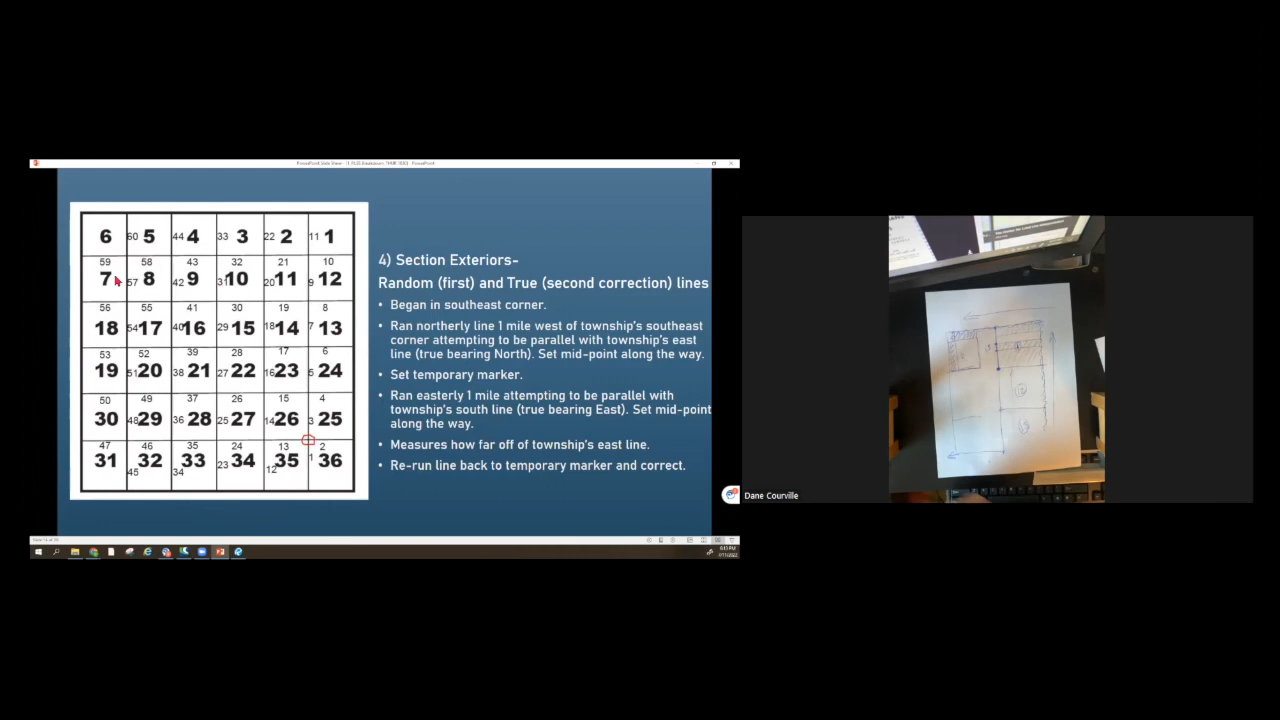 PowerPoint Slide Show - [1_PLSS Breakdown_THUR_1800] - PowerPoint
6 60 5 44 4 33 3 22 2 11 1
59 58 43 32 21 10
7 57 8 42 9 31 10 20 11 9 12
56 55 41 30 19 8
18 54 17 40 16 29 15 18 14 7 13
53 52 39 28 17 6
19 51 20 38 21 27 22 16 23 5 24
50 49 37 26 15 4
30 48 29 36 28 25 27 14 26 3 25
47 46 35 24 13 2
31 45 32 34 33 23 34 12 35 1 36
4) Section Exteriors-
Random (first) and True (second correction) lines
• Began in southeast corner.
• Ran northerly line 1 mile west of township's southeast
corner attempting to be parallel with township's east
line (true bearing North). Set mid-point along the way.
• Set temporary marker.
• Ran easterly 1 mile attempting to be parallel with
township's south line (true bearing East). Set mid-point
along the way.
• Measures how far off of township's east line.
• Re-run line back to temporary marker and correct.
Dane Courville